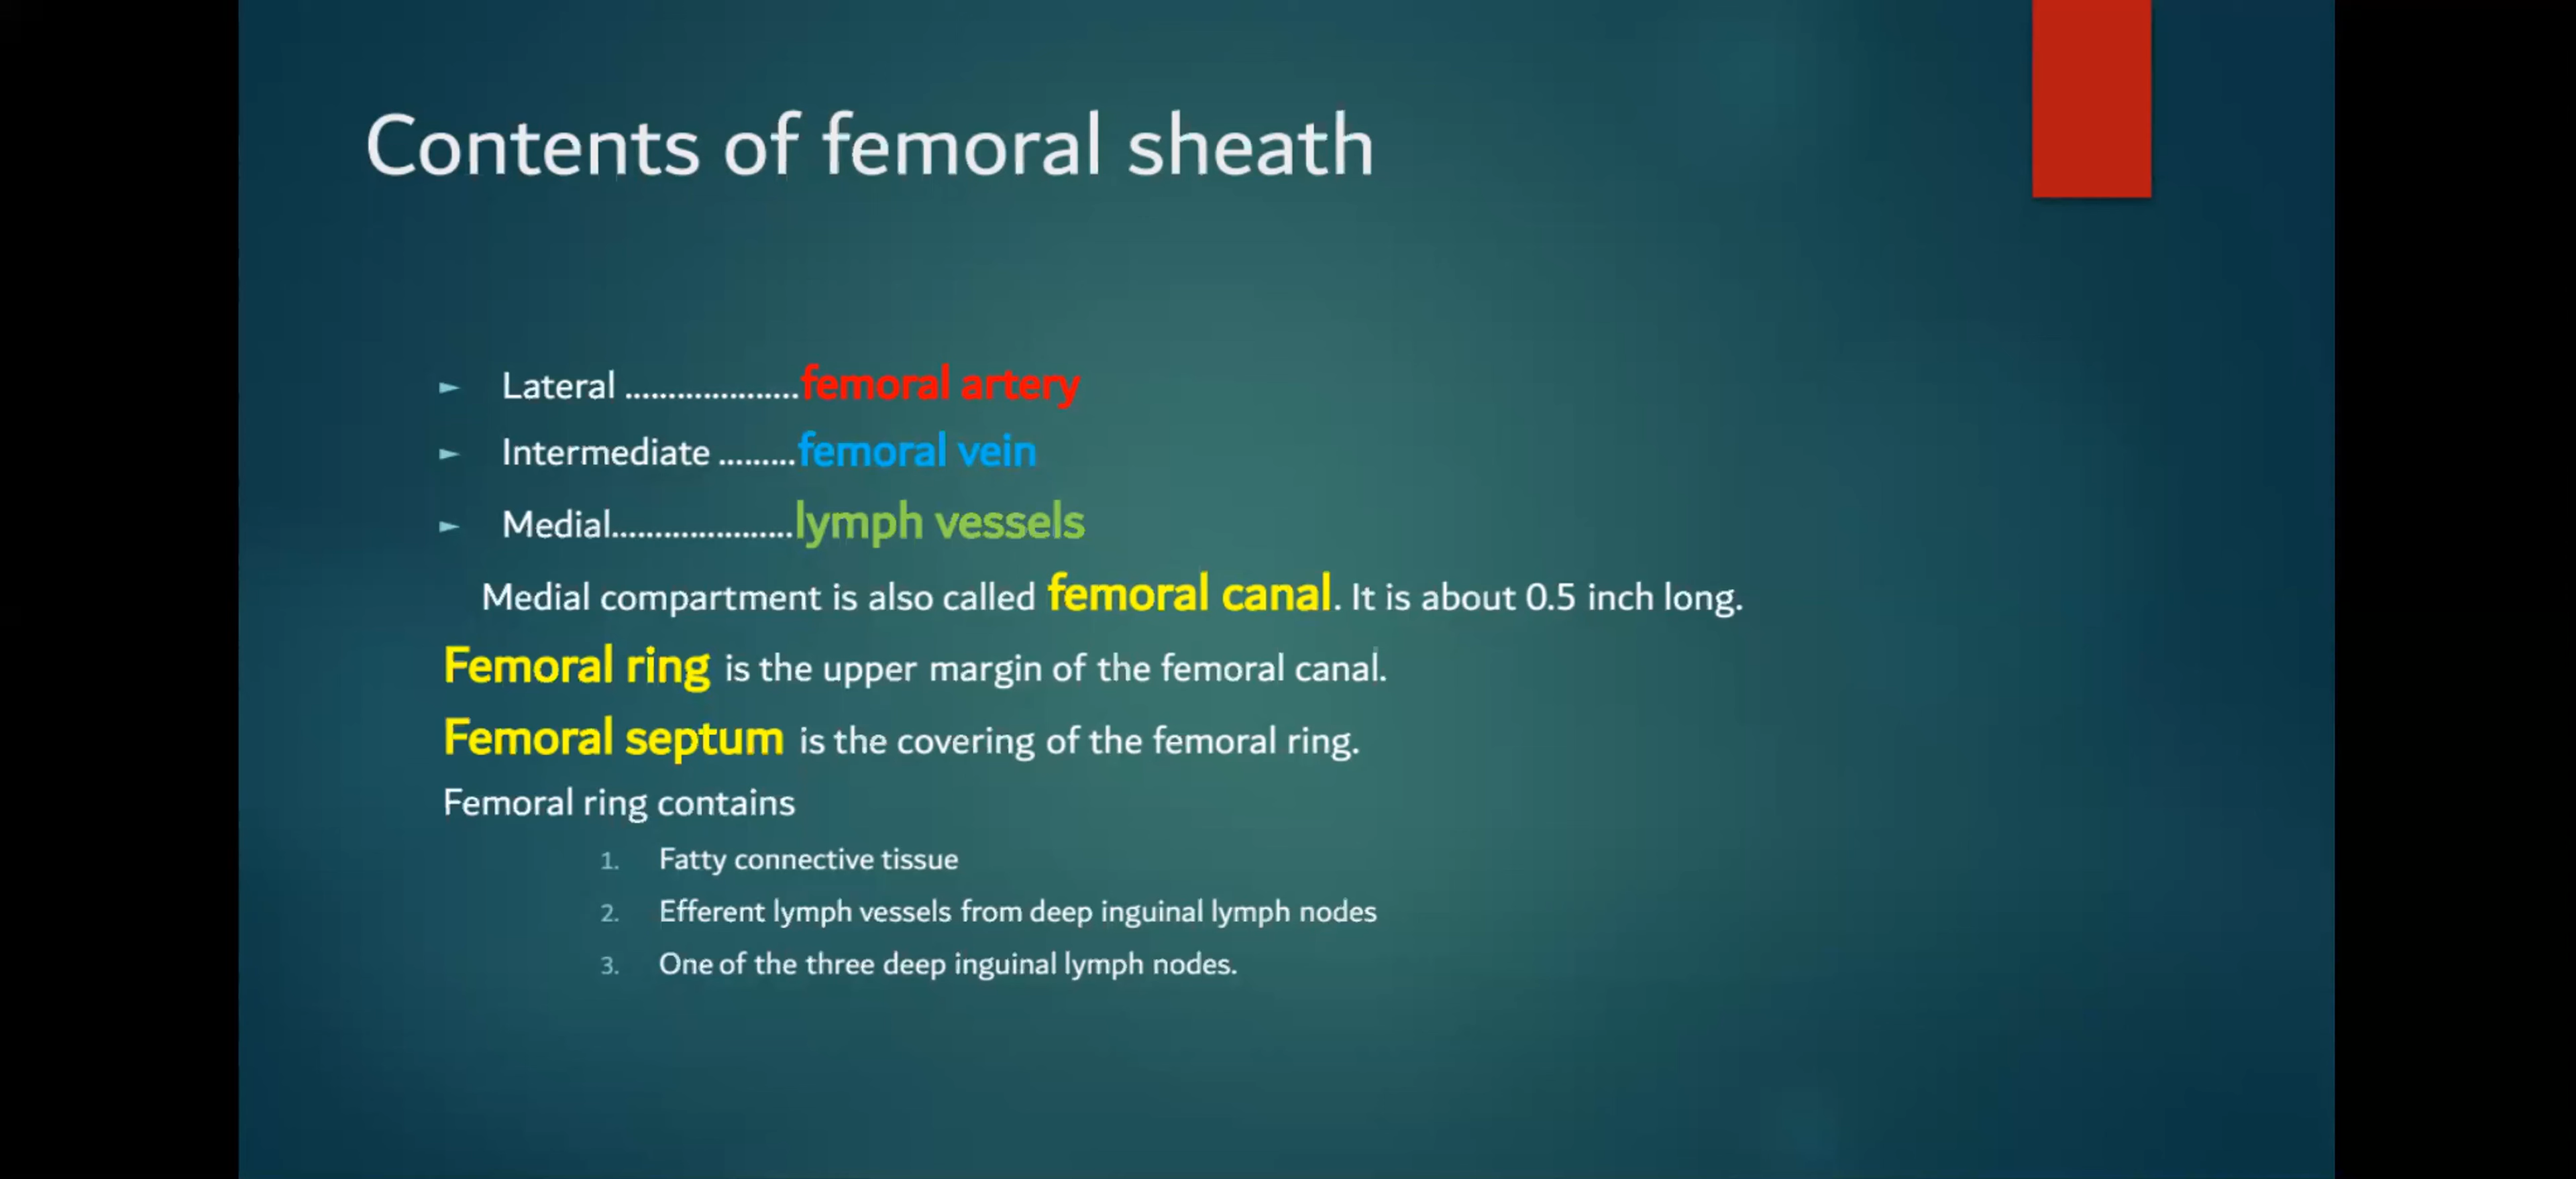 Contents of femoral sheath
► Lateral ....................femoral artery
► Intermediate .........femoral vein
► Medial.....................lymph vessels
Medial compartment is also called femoral canal. It is about 0.5 inch long.
Femoral ring is the upper margin of the femoral canal.
Femoral septum is the covering of the femoral ring.
Femoral ring contains
1. Fatty connective tissue
2. Efferent lymph vessels from deep inguinal lymph nodes
3. One of the three deep inguinal lymph nodes.